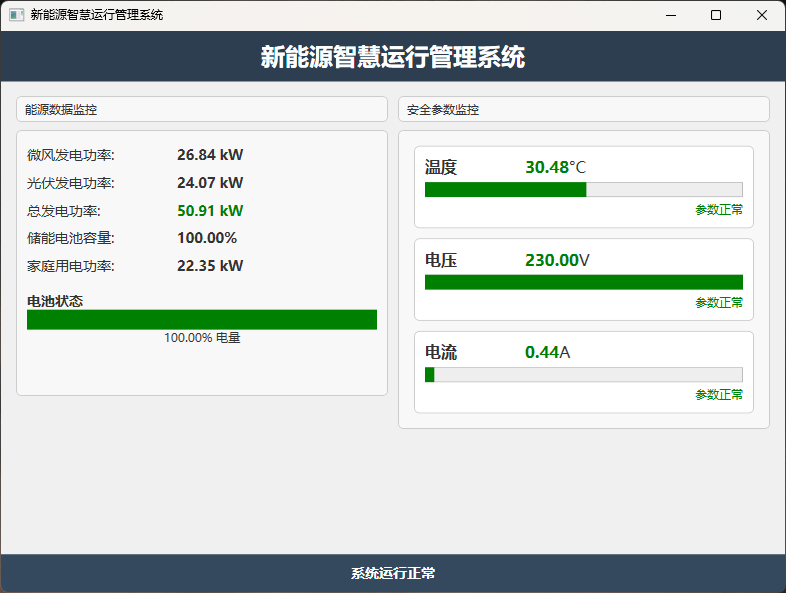 新能源智慧运行管理系统
新能源智慧运行管理系统
能源数据监控
微风发电功率: 26.84 kW
光伏发电功率: 24.07 kW
总发电功率: 50.91 kW
储能电池容量: 100.00%
家庭用电功率: 22.35 kW
电池状态
100.00% 电量
安全参数监控
温度 30.48°C
参数正常
电压 230.00V
参数正常
电流 0.44A
参数正常
系统运行正常